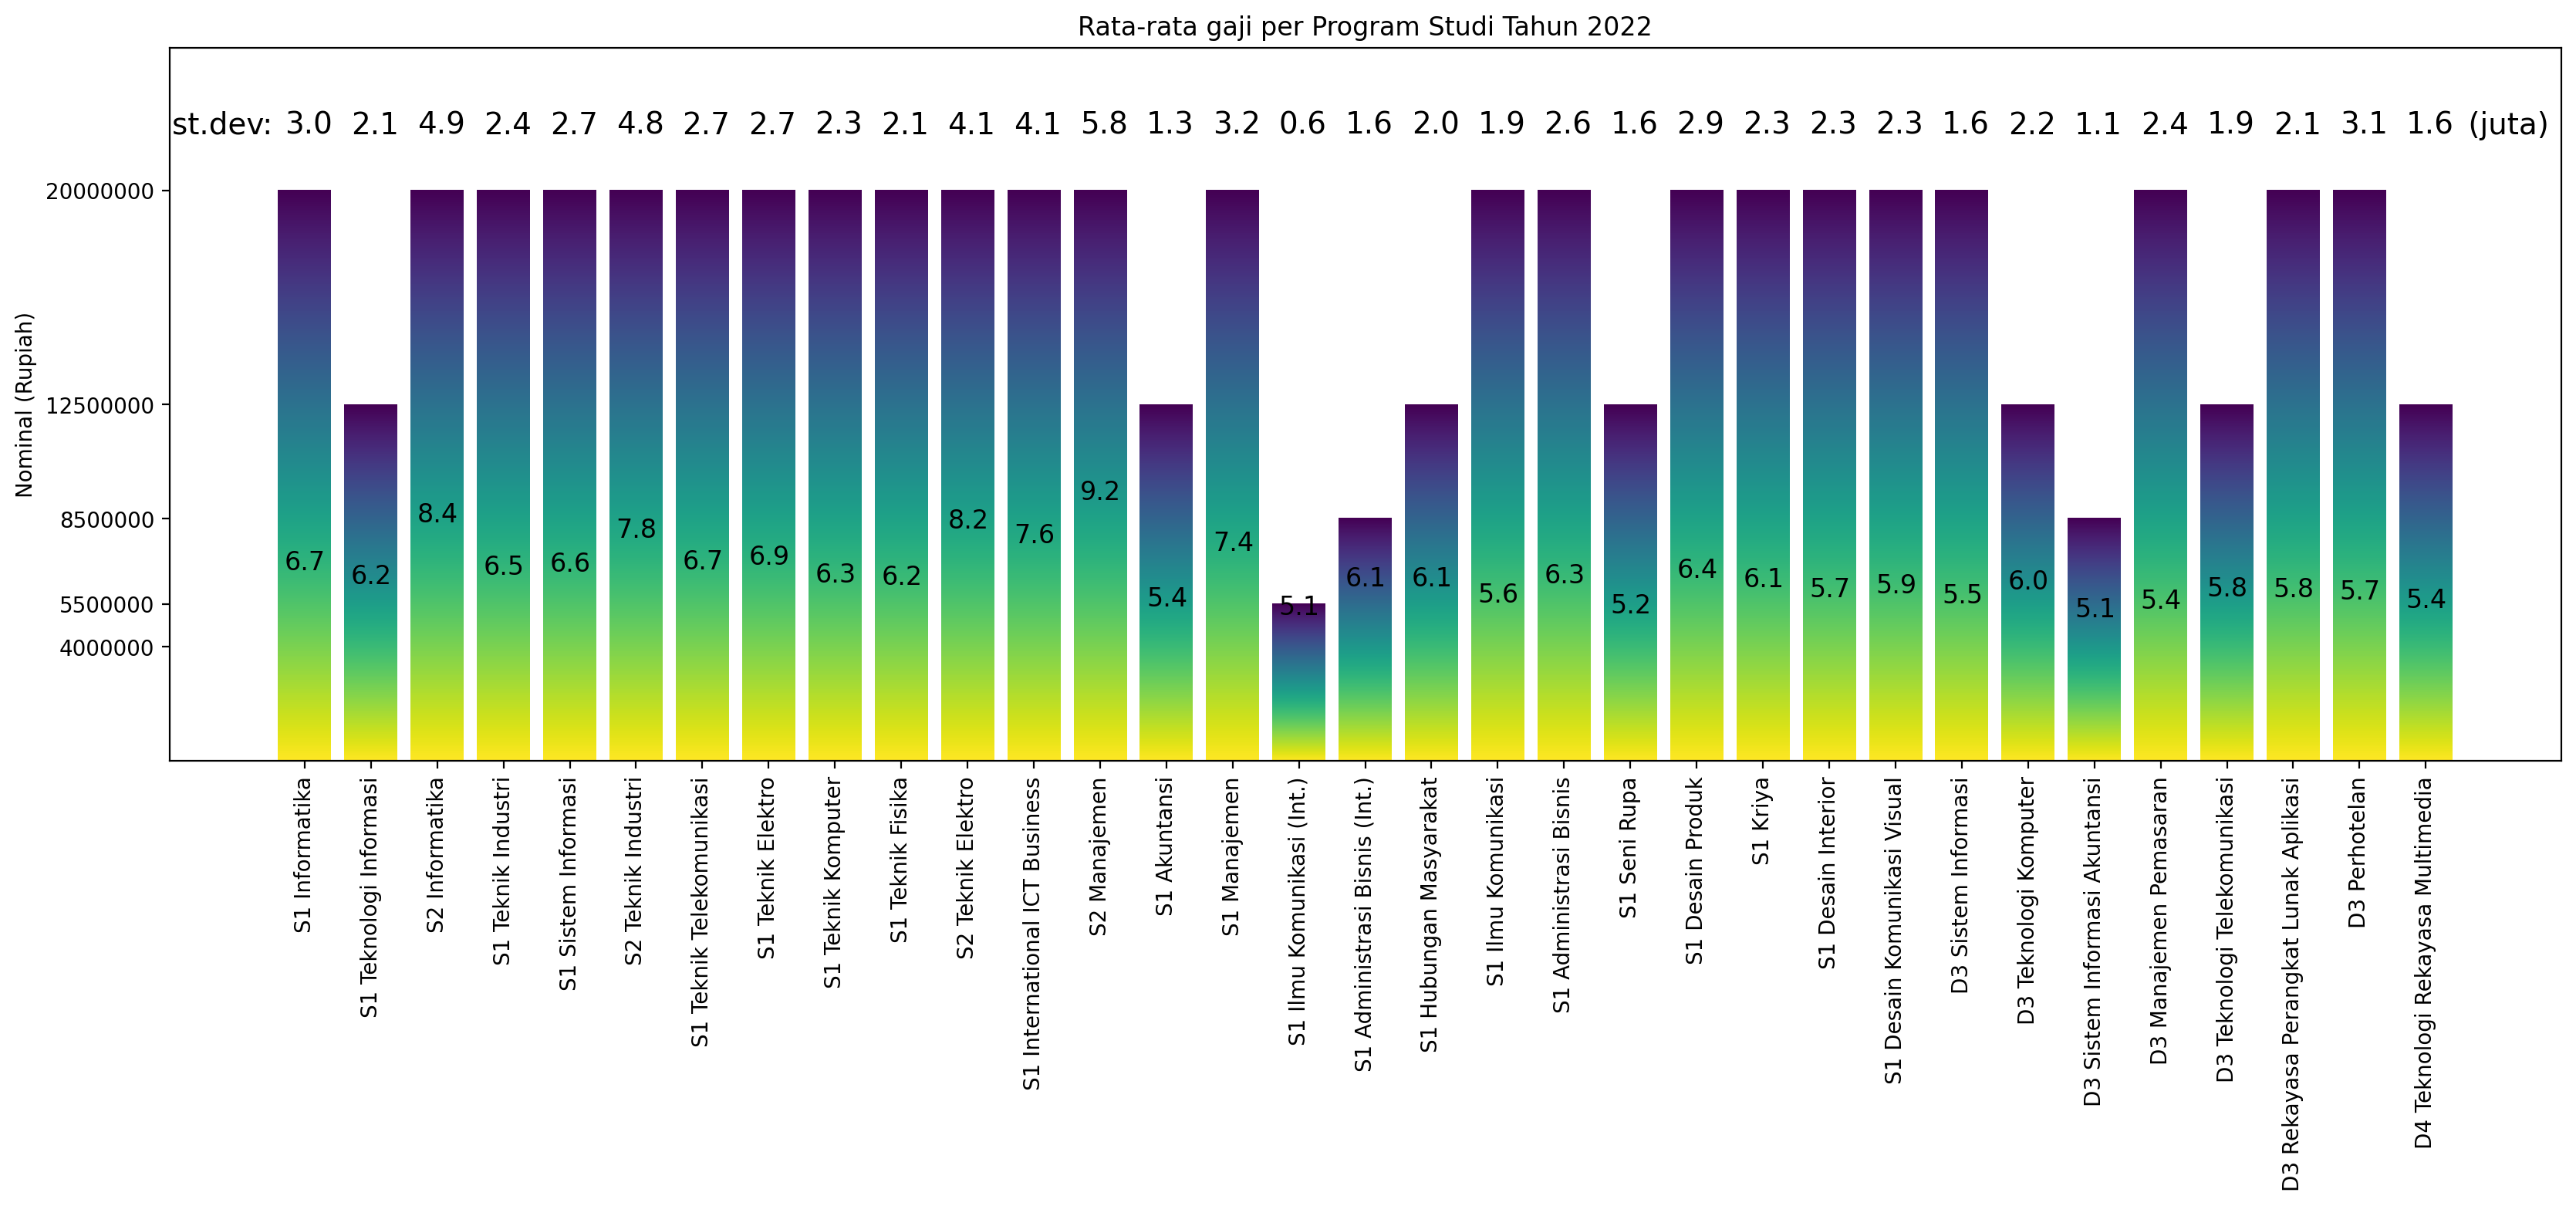 Rata-rata gaji per Program Studi Tahun 2022
st.dev: 3.0 2.1 4.9 2.4 2.7 4.8 2.7 2.7 2.3 2.1 4.1 4.1 5.8 1.3 3.2 0.6 1.6 2.0 1.9 2.6 1.6 2.9 2.3 2.3 2.3 1.6 2.2 1.1 2.4 1.9 2.1 3.1 1.6 (juta)
Nominal (Rupiah)
20000000
12500000
8500000
5500000
4000000
6.7 6.2 8.4 6.5 6.6 7.8 6.7 6.9 6.3 6.2 8.2 7.6 9.2 5.4 7.4 5.1 6.1 6.1 5.6 6.3 5.2 6.4 6.1 5.7 5.9 5.5 6.0 5.1 5.4 5.8 5.8 5.7 5.4
S1 Informatika
S1 Teknologi Informasi
S2 Informatika
S1 Teknik Industri
S1 Sistem Informasi
S2 Teknik Industri
S1 Teknik Telekomunikasi
S1 Teknik Elektro
S1 Teknik Komputer
S1 Teknik Fisika
S2 Teknik Elektro
S1 International ICT Business
S2 Manajemen
S1 Akuntansi
S1 Manajemen
S1 Ilmu Komunikasi (Int.)
S1 Administrasi Bisnis (Int.)
S1 Hubungan Masyarakat
S1 Ilmu Komunikasi
S1 Administrasi Bisnis
S1 Seni Rupa
S1 Desain Produk
S1 Kriya
S1 Desain Interior
S1 Desain Komunikasi Visual
D3 Sistem Informasi
D3 Teknologi Komputer
D3 Sistem Informasi Akuntansi
D3 Manajemen Pemasaran
D3 Teknologi Telekomunikasi
D3 Rekayasa Perangkat Lunak Aplikasi
D3 Perhotelan
D4 Teknologi Rekayasa Multimedia